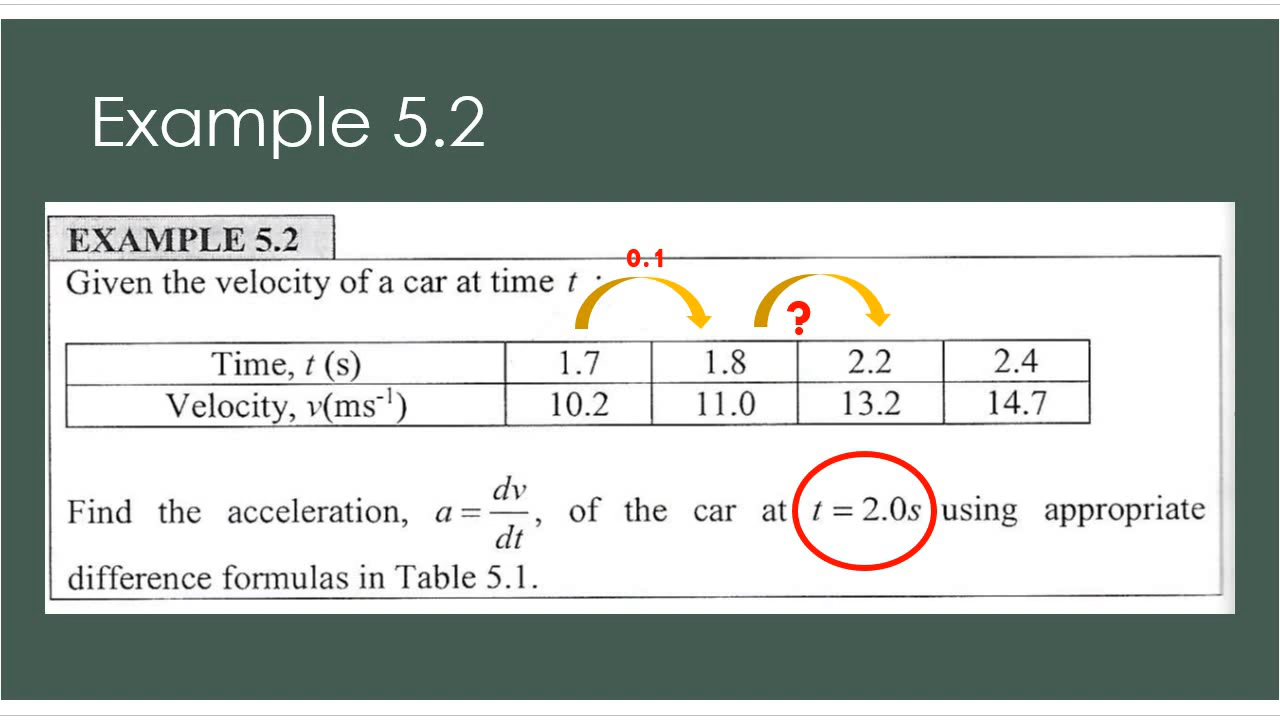 Example 5.2
EXAMPLE 5.2
0.1
Given the velocity of a car at time t :
?
Time, t (s) 1.7 1.8 2.2 2.4
Velocity, v(ms⁻¹) 10.2 11.0 13.2 14.7
Find the acceleration, a = dv/dt, of the car at t = 2.0s using appropriate
difference formulas in Table 5.1.